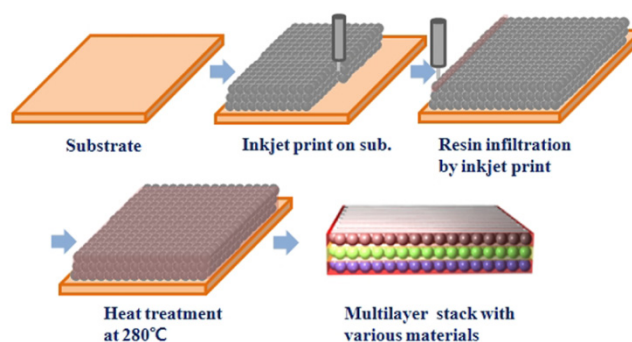 Substrate
Inkjet print on sub.
Resin infiltration
by inkjet print
Heat treatment
at 280℃
Multilayer stack with
various materials